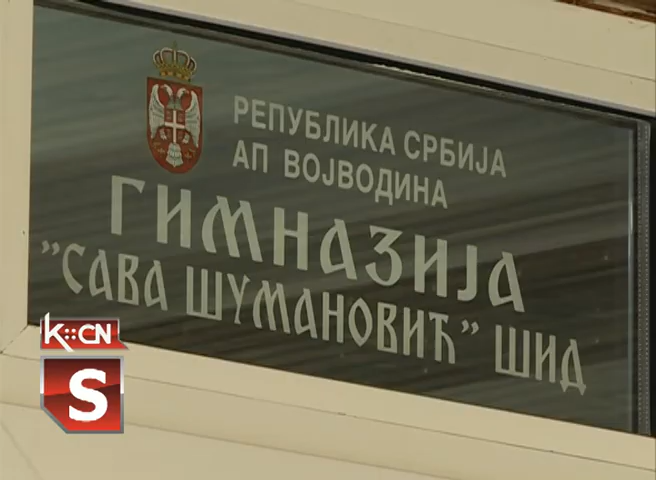 РЕПУБЛИКА СРБИЈА
АП ВОЈВОДИНА
ГИМНАЗИЈА
"САВА ШУМАНОВИЋ" ШИД
K::CN
S